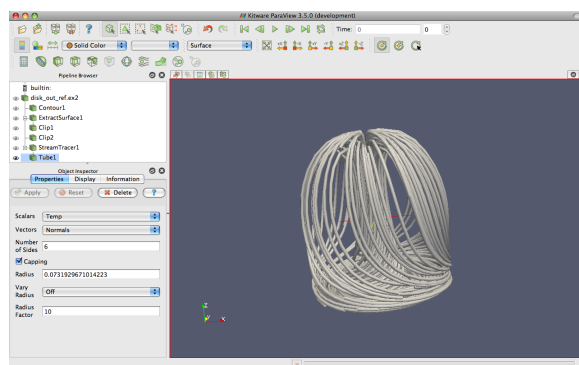 Kitware ParaView 3.5.0 (development)
Time: 0 0
Solid Color Surface
Pipeline Browser
builtin:
disk_out_ref.ex2
Contour1
ExtractSurface1
Clip1
Clip2
StreamTracer1
Tube1
Object Inspector
Properties Display Information
Apply Reset Delete ?
Scalars Temp
Vectors Normals
Number of Sides 6
Capping
Radius 0.0731929671014223
Vary Radius Off
Radius Factor 10
Z
Y X